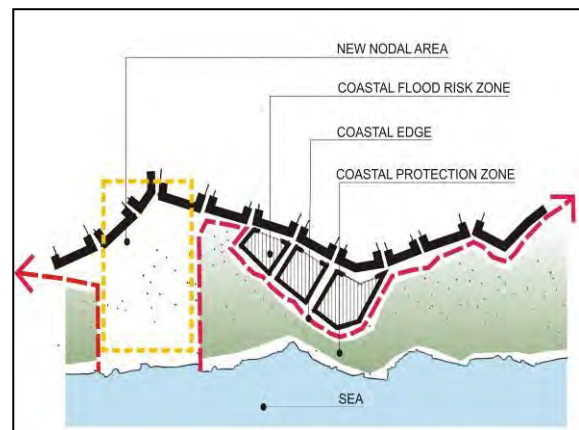 NEW NODAL AREA
COASTAL FLOOD RISK ZONE
COASTAL EDGE
COASTAL PROTECTION ZONE
SEA